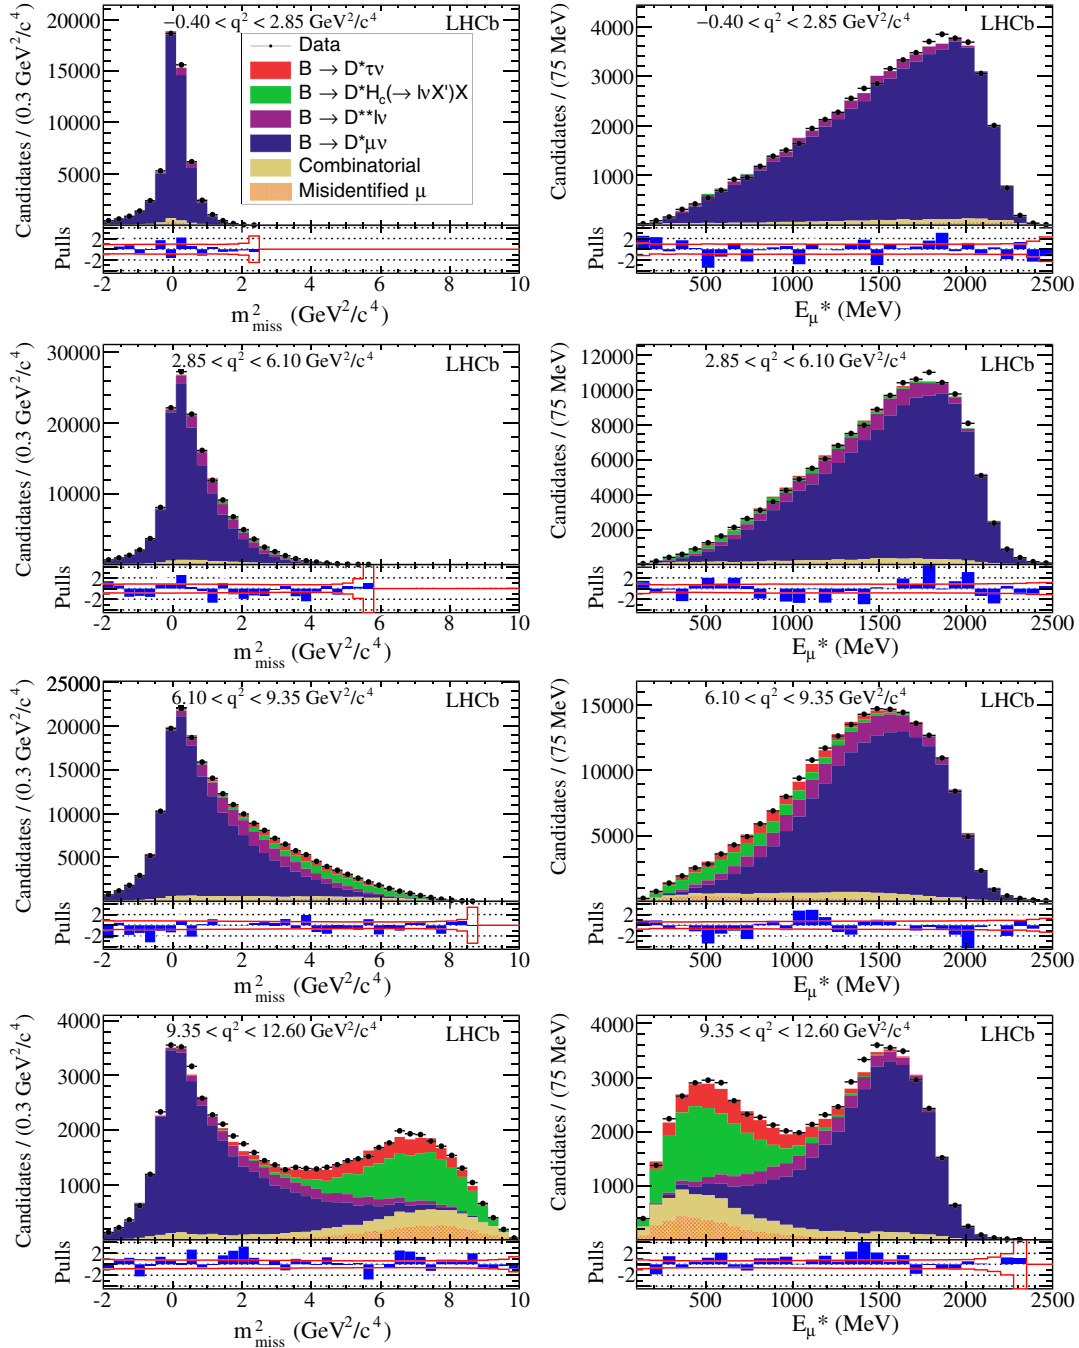 −0.40 < q² < 2.85 GeV²/c⁴
LHCb
Candidates / (0.3 GeV²/c⁴)
20000
15000
10000
5000
Data
B → D*τν
B → D*H_c(→ lνX')X
B → D**lν
B → D*μν
Combinatorial
Misidentified μ
Pulls
2
-2
-2 0 2 4 6 8 10
m²_miss (GeV²/c⁴)
−0.40 < q² < 2.85 GeV²/c⁴
LHCb
Candidates / (75 MeV)
4000
3000
2000
1000
Pulls
2
-2
500 1000 1500 2000 2500
E_μ* (MeV)
2.85 < q² < 6.10 GeV²/c⁴
LHCb
Candidates / (0.3 GeV²/c⁴)
30000
20000
10000
Pulls
2
-2
-2 0 2 4 6 8 10
m²_miss (GeV²/c⁴)
2.85 < q² < 6.10 GeV²/c⁴
LHCb
Candidates / (75 MeV)
12000
10000
8000
6000
4000
2000
Pulls
2
-2
500 1000 1500 2000 2500
E_μ* (MeV)
6.10 < q² < 9.35 GeV²/c⁴
LHCb
Candidates / (0.3 GeV²/c⁴)
25000
20000
15000
10000
5000
Pulls
2
-2
-2 0 2 4 6 8 10
m²_miss (GeV²/c⁴)
6.10 < q² < 9.35 GeV²/c⁴
LHCb
Candidates / (75 MeV)
15000
10000
5000
Pulls
2
-2
500 1000 1500 2000 2500
E_μ* (MeV)
9.35 < q² < 12.60 GeV²/c⁴
LHCb
Candidates / (0.3 GeV²/c⁴)
4000
3000
2000
1000
Pulls
2
-2
-2 0 2 4 6 8 10
m²_miss (GeV²/c⁴)
9.35 < q² < 12.60 GeV²/c⁴
LHCb
Candidates / (75 MeV)
4000
3000
2000
1000
Pulls
2
-2
500 1000 1500 2000 2500
E_μ* (MeV)